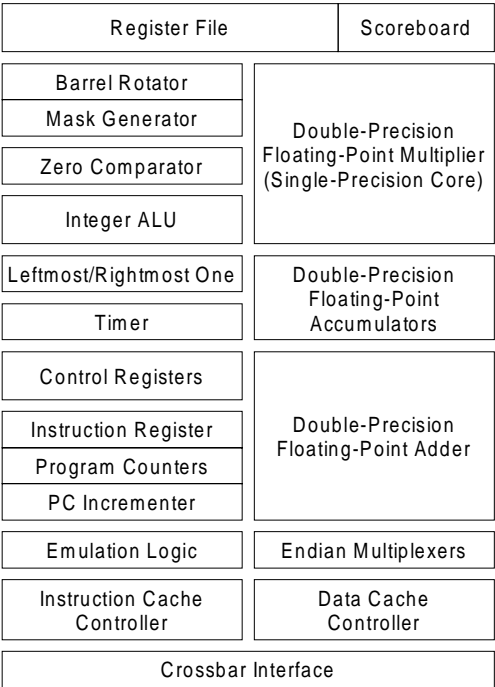 Register File
Scoreboard
Barrel Rotator
Mask Generator
Zero Comparator
Integer ALU
Leftmost/Rightmost One
Timer
Control Registers
Instruction Register
Program Counters
PC Incrementer
Emulation Logic
Instruction Cache
Controller
Double-Precision
Floating-Point Multiplier
(Single-Precision Core)
Double-Precision
Floating-Point
Accumulators
Double-Precision
Floating-Point Adder
Endian Multiplexers
Data Cache
Controller
Crossbar Interface